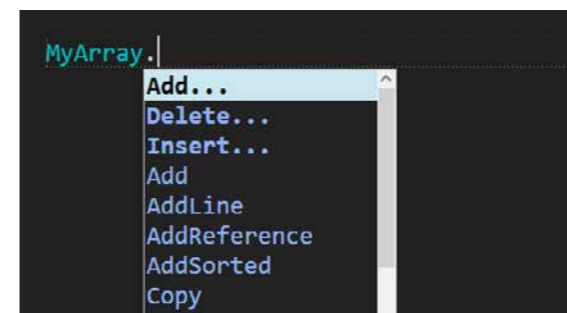 MyArray.
Add...
Delete...
Insert...
Add
AddLine
AddReference
AddSorted
Copy